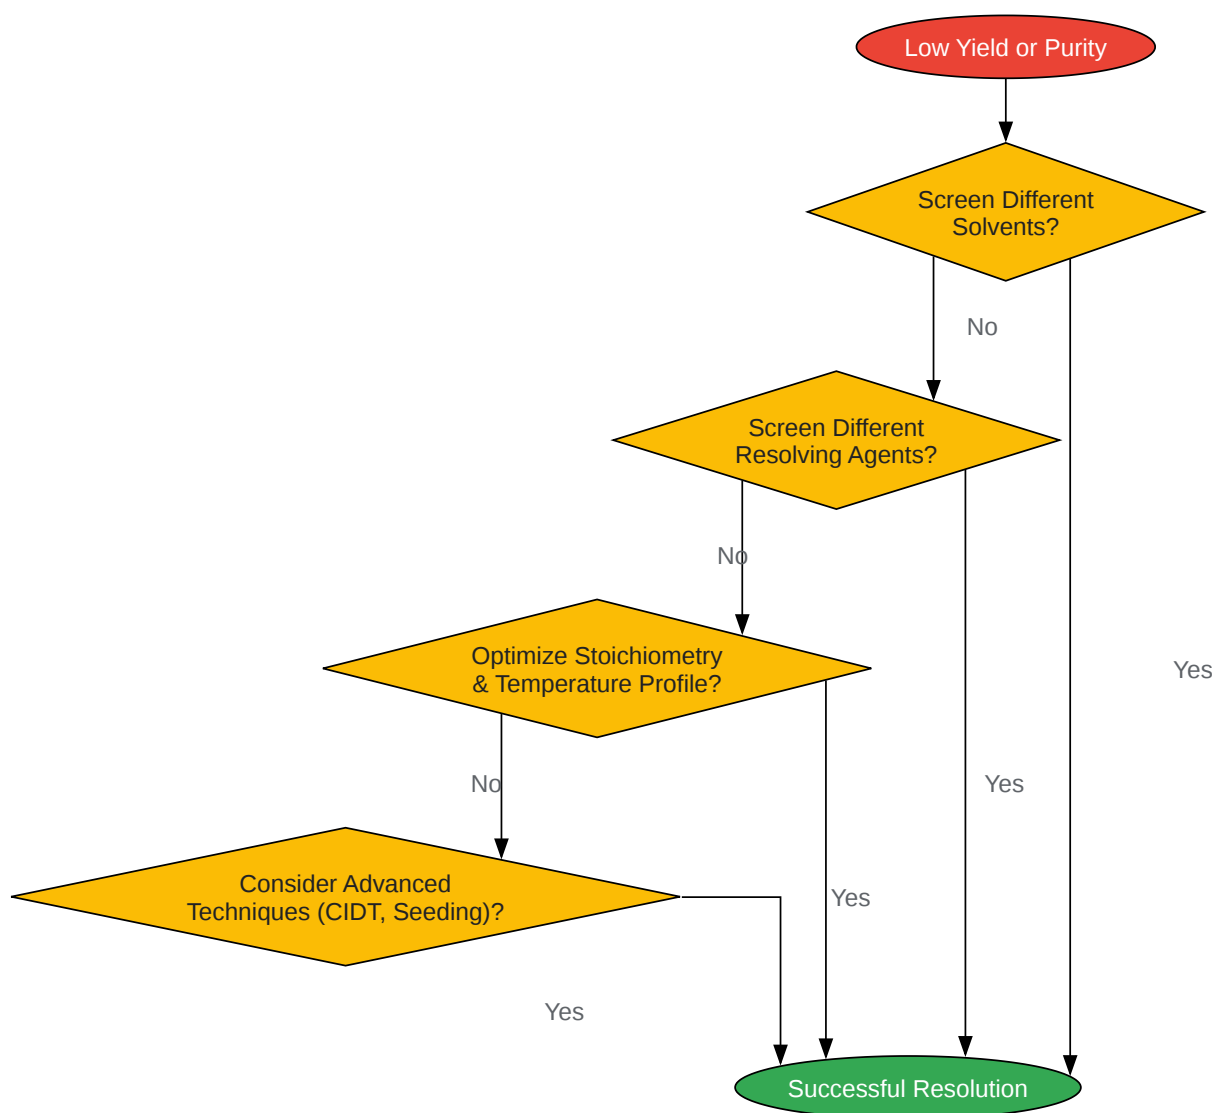 Low Yield or Purity
Screen Different
Solvents?
No
Screen Different
Resolving Agents?
No
Optimize Stoichiometry
& Temperature Profile?
Yes
No
Yes
Consider Advanced
Techniques (CIDT, Seeding)?
Yes
Yes
Successful Resolution